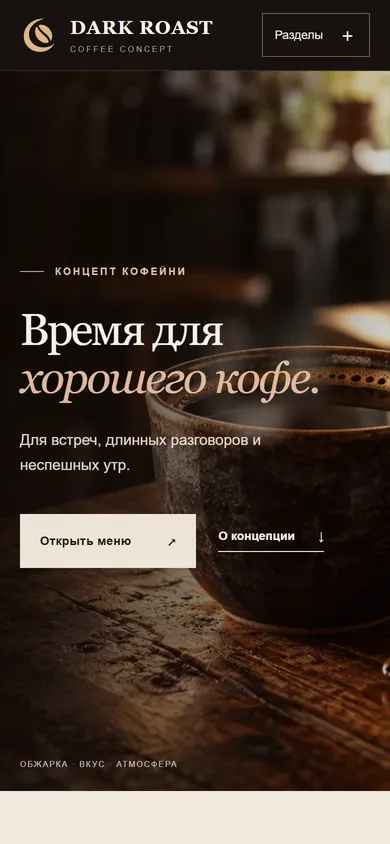 DARK ROAST
COFFEE CONCEPT
Разделы +
КОНЦЕПТ КОФЕЙНИ
Время для
хорошего кофе.
Для встреч, длинных разговоров и
неспешных утр.
Открыть меню ↗
О концепции ↓
ОБЖАРКА · ВКУС · АТМОСФЕРА